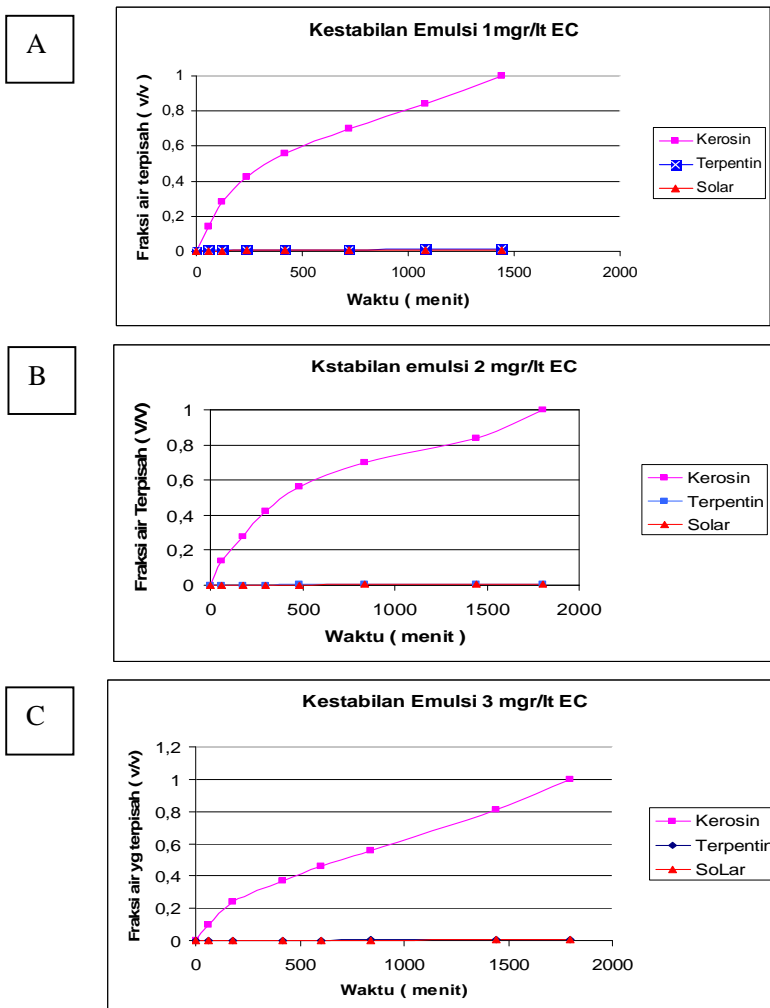 A
Kestabilan Emulsi 1mgr/lt EC
Fraksi air terpisah ( v/v)
1
0,8
0,6
0,4
0,2
0
0 500 1000 1500 2000
Waktu ( menit)
Kerosin
Terpentin
Solar
B
Kstabilan emulsi 2 mgr/lt EC
Fraksi air Terpisah ( V/V)
1
0,8
0,6
0,4
0,2
0
0 500 1000 1500 2000
Waktu ( menit )
Kerosin
Terpentin
Solar
C
Kestabilan Emulsi 3 mgr/lt EC
Fraksi air yg terpisah ( v/v)
1,2
1
0,8
0,6
0,4
0,2
0
0 500 1000 1500 2000
Waktu ( menit)
Kerosin
Terpentin
SoLar